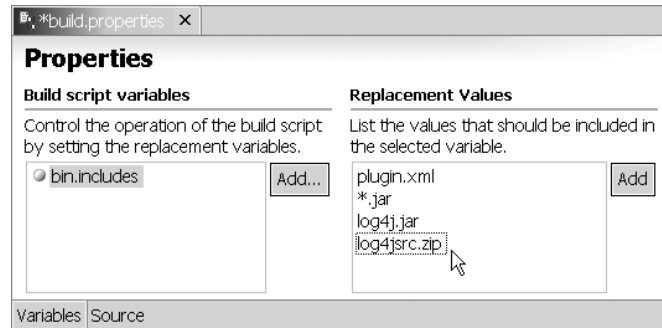 *build.properties
Properties
Build script variables
Control the operation of the build script
by setting the replacement variables.
bin.includes
Add...
Replacement Values
List the values that should be included in
the selected variable.
plugin.xml
*.jar
log4j.jar
log4jsrc.zip
Add
Variables Source